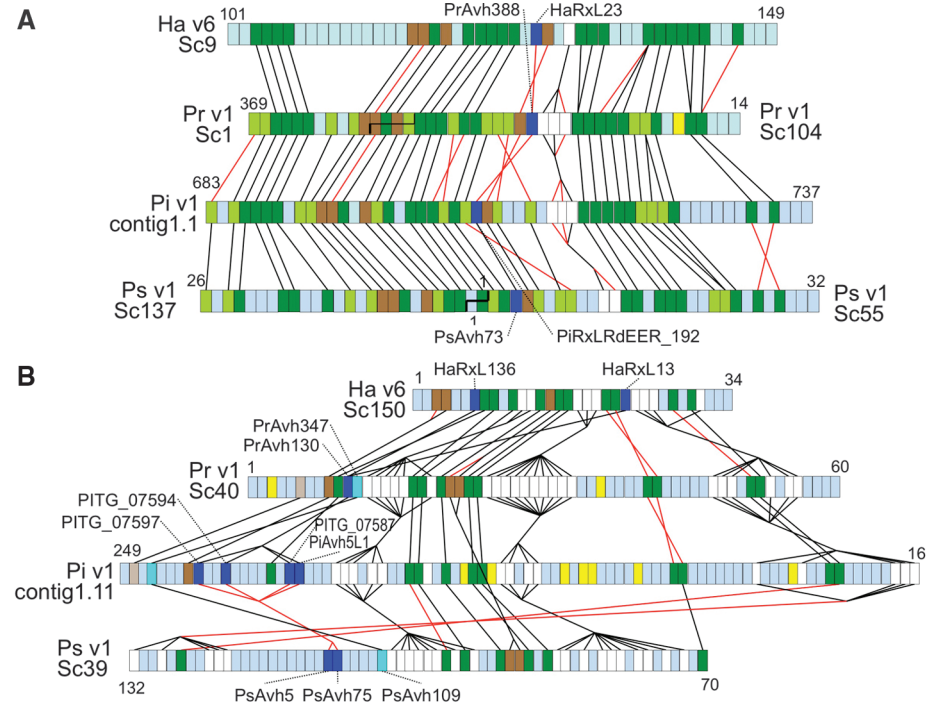 A
Ha v6
Sc9
101
PrAvh388
HaRxL23
149
Pr v1
Sc1
369
14
Pr v1
Sc104
683
Pi v1
contig1.1
737
26
Ps v1
Sc137
1
1
32
Ps v1
Sc55
PsAvh73
PiRxLRdEER_192
B
HaRxL136
HaRxL13
Ha v6
Sc150
1
34
PrAvh347
PrAvh130
Pr v1
Sc40
1
60
PITG_07594
PITG_07597
PITG_07587
PiAvh5L1
249
16
Pi v1
contig1.11
Ps v1
Sc39
132
70
PsAvh5
PsAvh75
PsAvh109